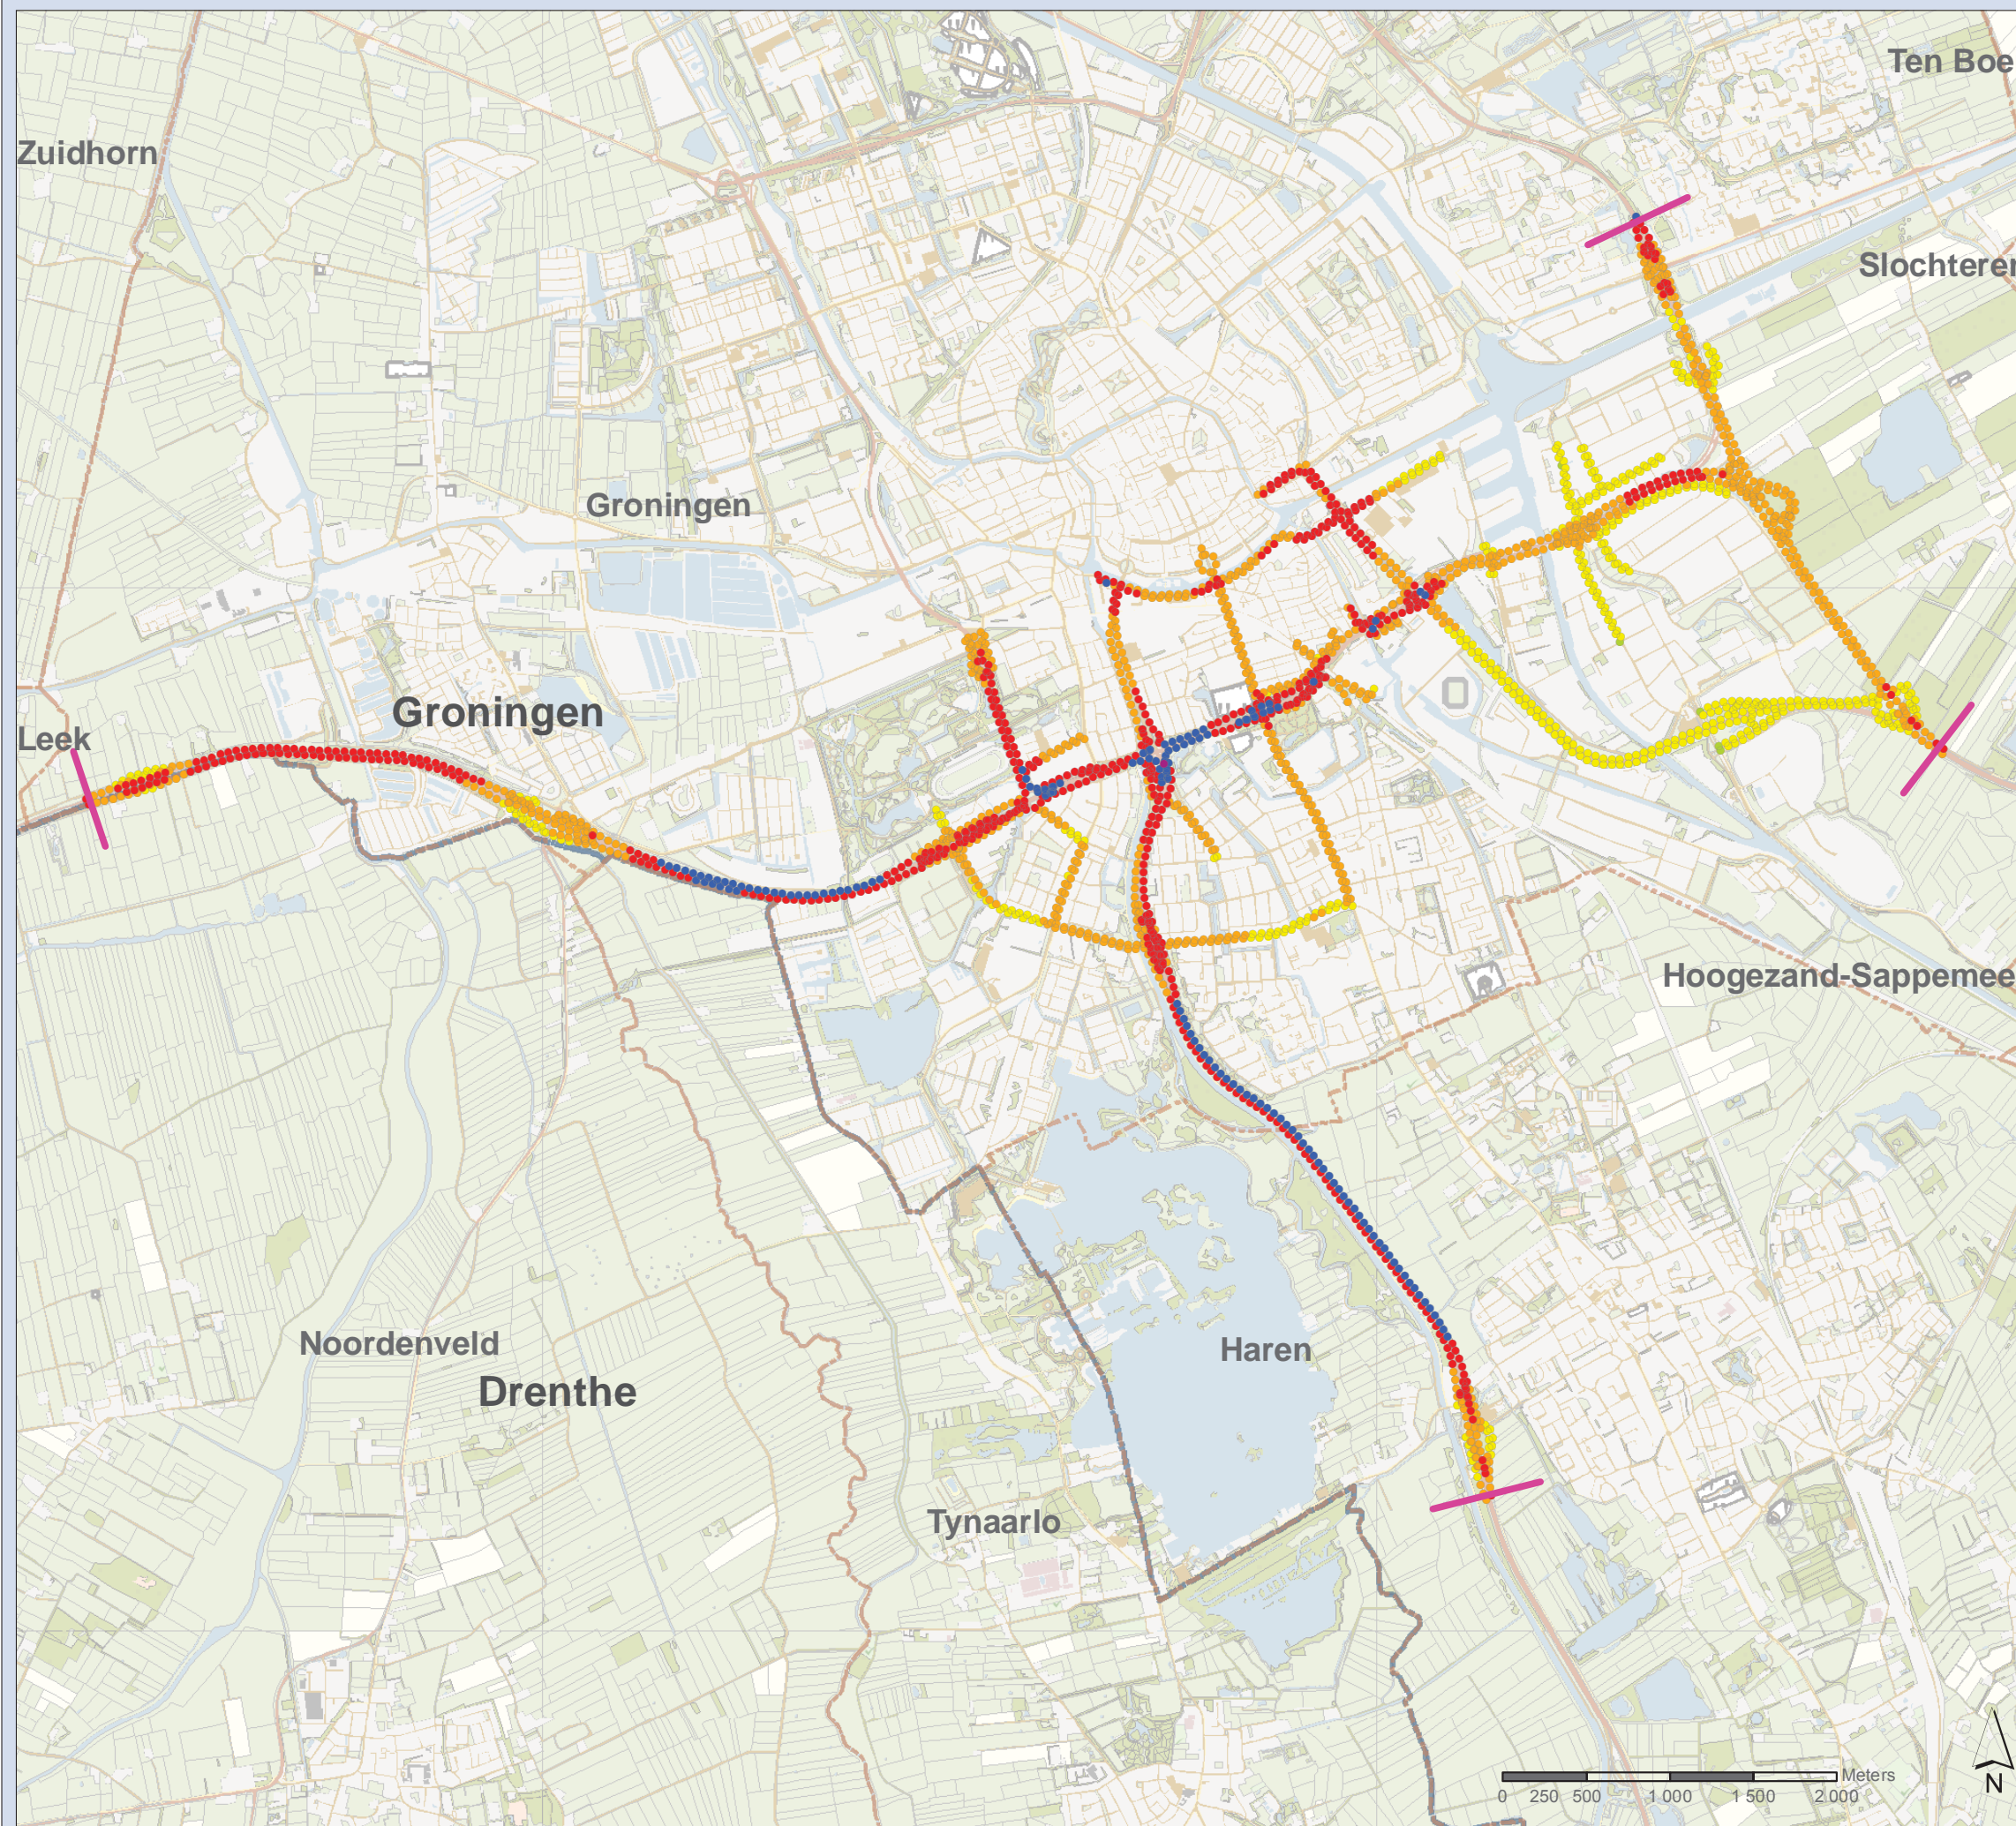 Ten Boe
Zuidhorn
Slochteren
Groningen
Groningen
Leek
Hoogezand-Sappemee
Noordenveld
Haren
Drenthe
Tynaarlo
Meters
0 250 500 1 000 1 500 2 000
N